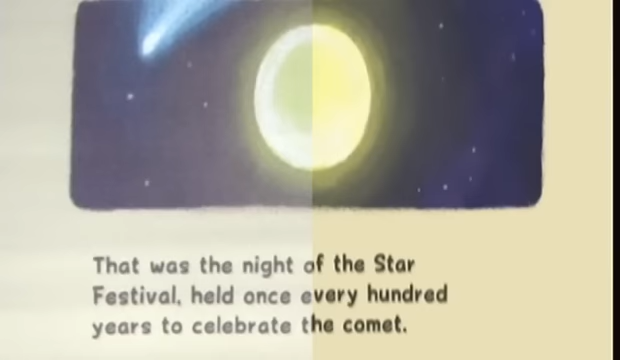 That was the night of the Star
Festival, held once every hundred
years to celebrate the comet.